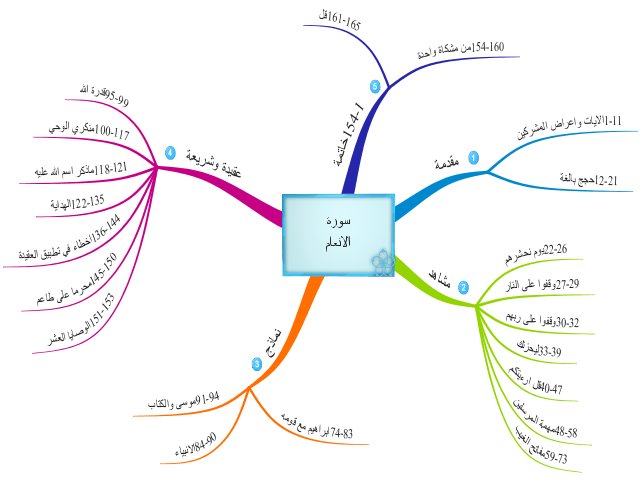 سورة
الانعام
1
مقدمة
1-11الايات واعراض المشركين
12-21حجج بالغة
2
مشاهد
22-26يوم نحشرهم
27-29وقفوا على النار
30-32وقفوا على ربهم
33-39ليحزنك
40-47قل ارءيتكم
48-58مهمة المرسلين
59-73مفاتح الغيب
3
نماذج
74-83ابراهيم مع قومه
84-90الانبياء
91-94موسى والكتاب
4
عقيدة وشريعة
95-99قدرة الله
100-117منكري الوحي
118-121ماذكر اسم الله عليه
122-135الهداية
136-144اخطاء في تطبيق العقيدة
145-150محرما على طاعم
151-153الوصايا العشر
5
154-1خاتمة
154-160من مشكاة واحدة
161-165قل